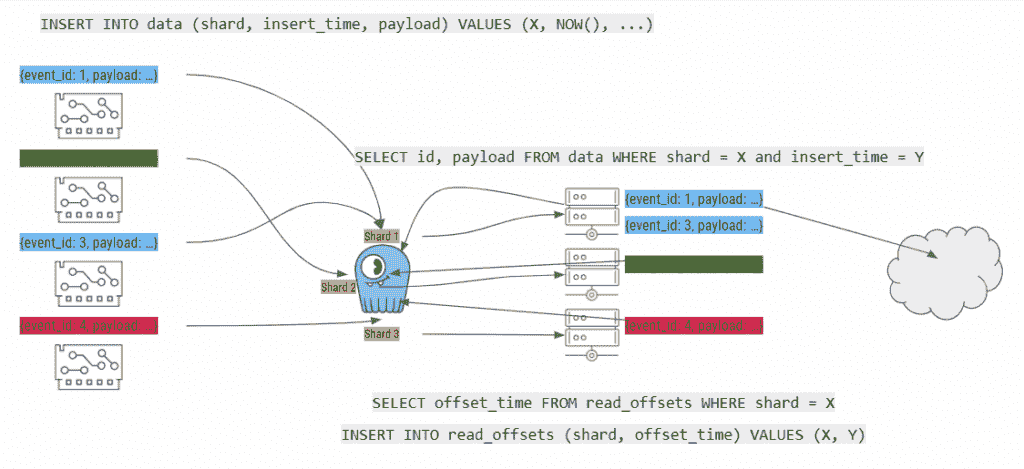 INSERT INTO data (shard, insert_time, payload) VALUES (X, NOW(), ...)
{event_id: 1, payload: …}
SELECT id, payload FROM data WHERE shard = X and insert_time = Y
{event_id: 1, payload: …}
{event_id: 3, payload: …}
{event_id: 3, payload: …}
Shard 1
Shard 2
Shard 3
SELECT offset_time FROM read_offsets WHERE shard = X
INSERT INTO read_offsets (shard, offset_time) VALUES (X, Y)